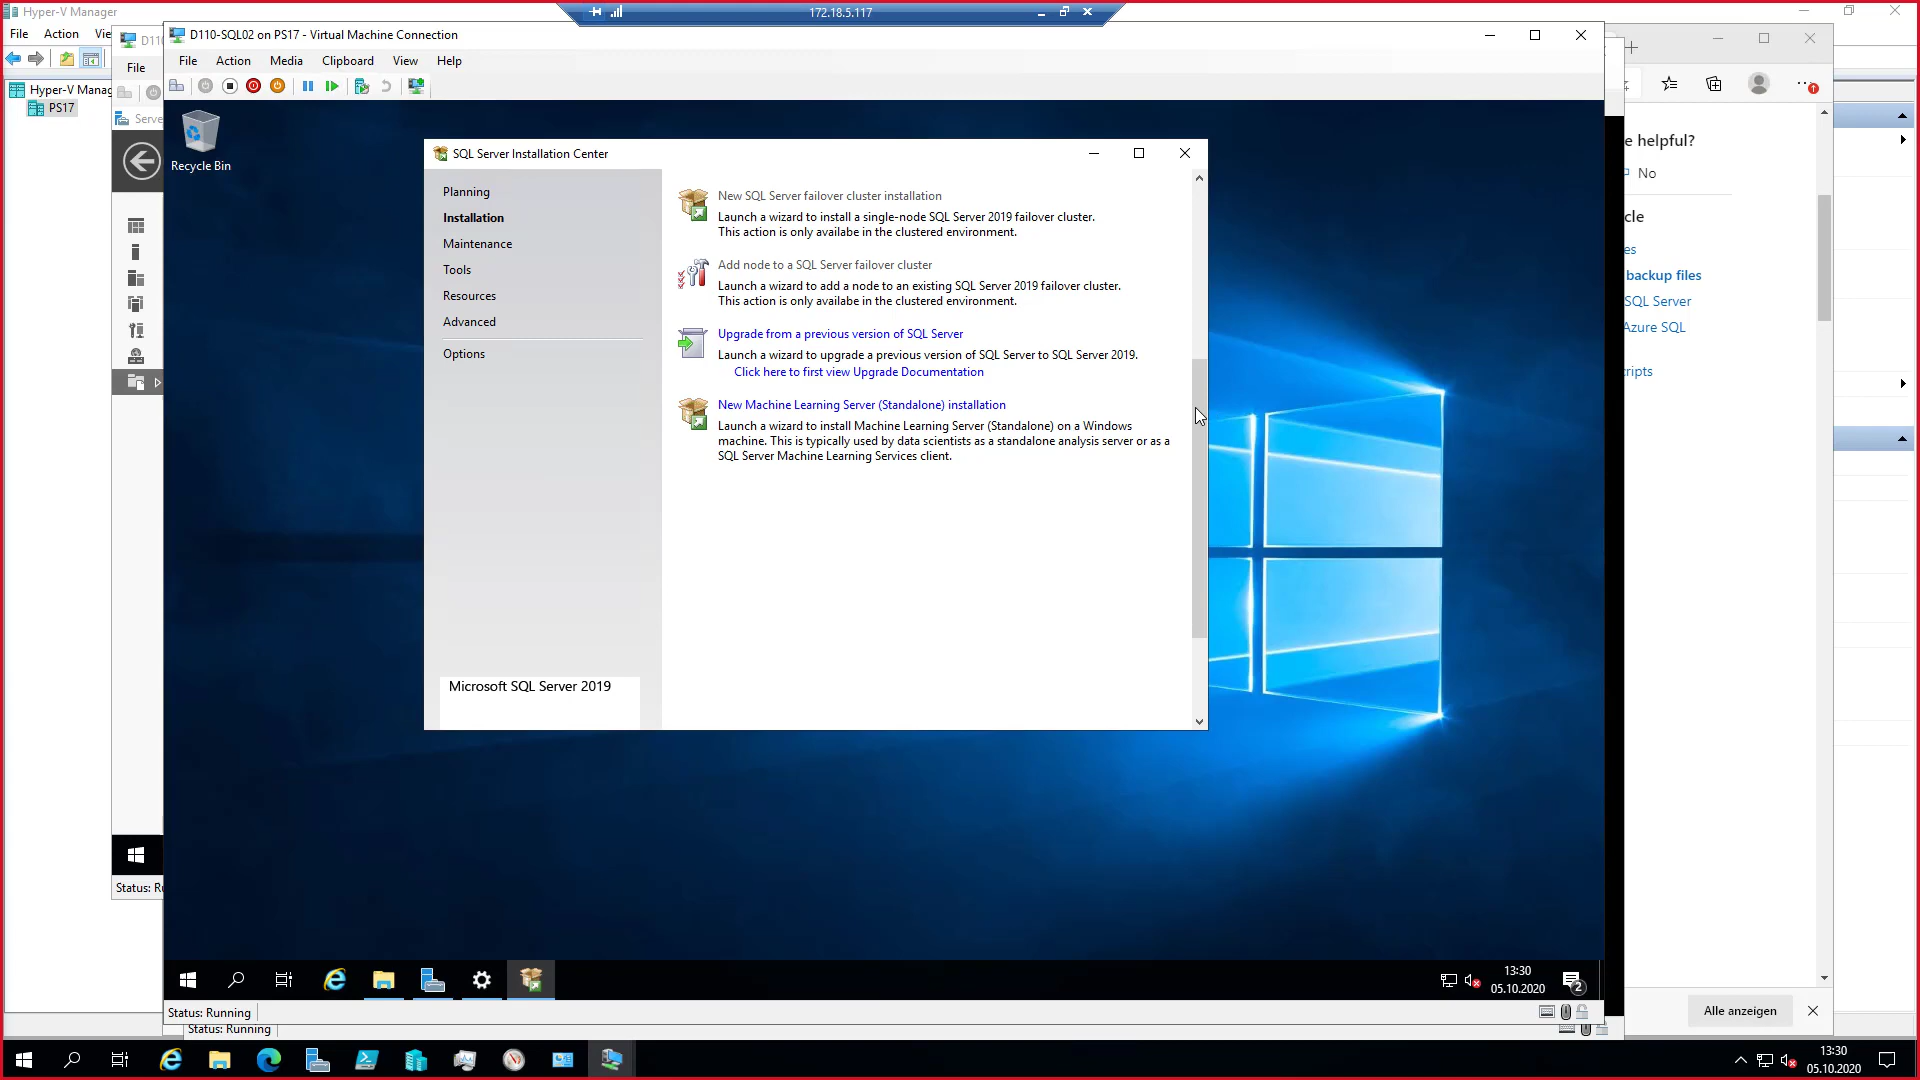 Hyper-V Manager
172.18.5.117
File Action
D110-SQL02 on PS17 - Virtual Machine Connection
File
File Action Media Clipboard View Help
Hyper-V Manag
PS17
Serve
Recycle Bin
SQL Server Installation Center
Planning
Installation
Maintenance
Tools
Resources
Advanced
Options
Microsoft SQL Server 2019
New SQL Server failover cluster installation
Launch a wizard to install a single-node SQL Server 2019 failover cluster.
This action is only availabe in the clustered environment.
Add node to a SQL Server failover cluster
Launch a wizard to add a node to an existing SQL Server 2019 failover cluster.
This action is only availabe in the clustered environment.
Upgrade from a previous version of SQL Server
Launch a wizard to upgrade a previous version of SQL Server to SQL Server 2019.
Click here to first view Upgrade Documentation
New Machine Learning Server (Standalone) installation
Launch a wizard to install Machine Learning Server (Standalone) on a Windows
machine. This is typically used by data scientists as a standalone analysis server or as a
SQL Server Machine Learning Services client.
e helpful?
No
cle
es
backup files
SQL Server
Azure SQL
cripts
Alle anzeigen
13:30
05.10.2020
2
Status: Running
Status: Ru
Status: Running
13:30
05.10.2020